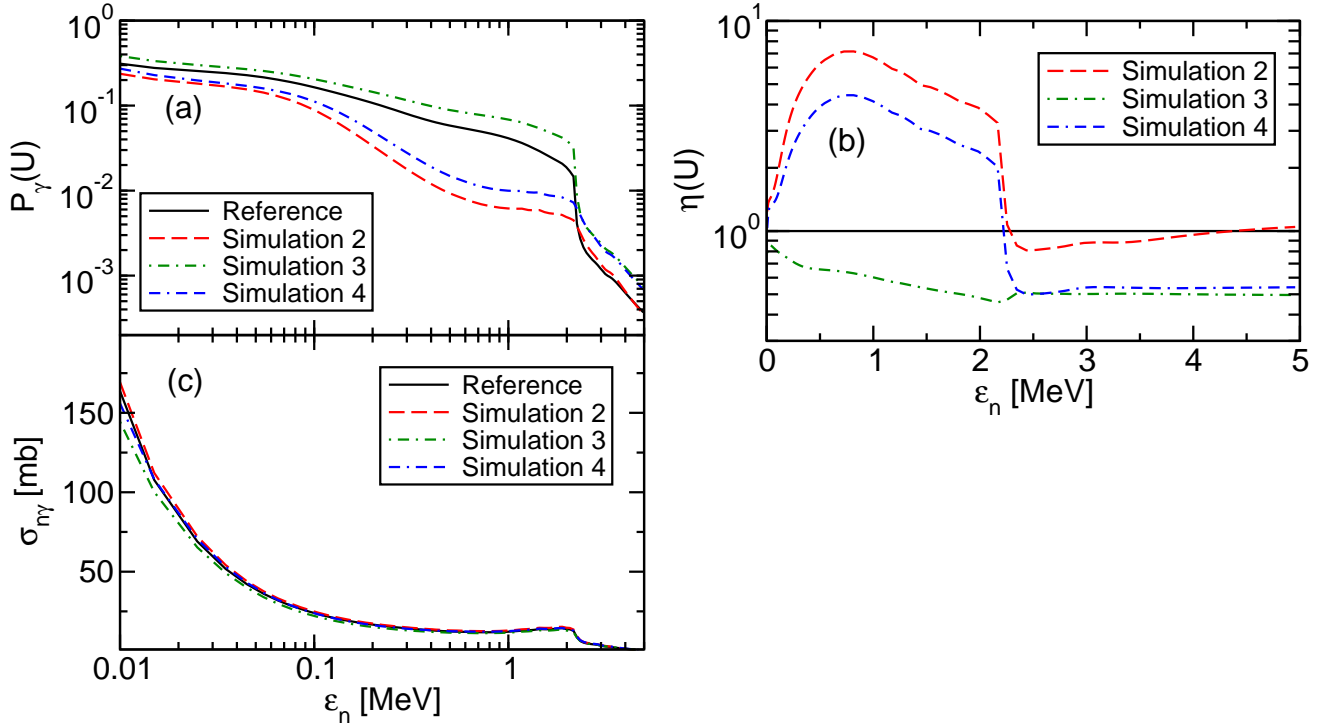 10^0
10^-1
10^-2
10^-3
P_γ(U)
(a)
Reference
Simulation 2
Simulation 3
Simulation 4
10^1
10^0
η(U)
(b)
Simulation 2
Simulation 3
Simulation 4
0 1 2 3 4 5
ε_n [MeV]
(c)
Reference
Simulation 2
Simulation 3
Simulation 4
150
100
50
σ_nγ [mb]
0.01 0.1 1
ε_n [MeV]